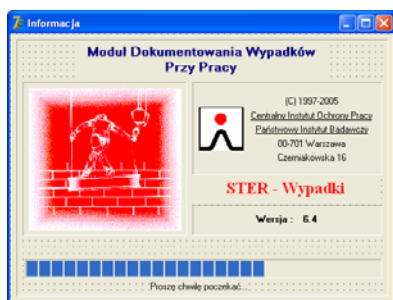 Informacja
Moduł Dokumentowania Wypadków
Przy Pracy
(C) 1997-2005
Centralny Instytut Ochrony Pracy
Państwowy Instytut Badawczy
00-701 Warszawa
Czerniakowska 16
STER - Wypadki
Wersja : 6.4
Proszę chwilę poczekać...